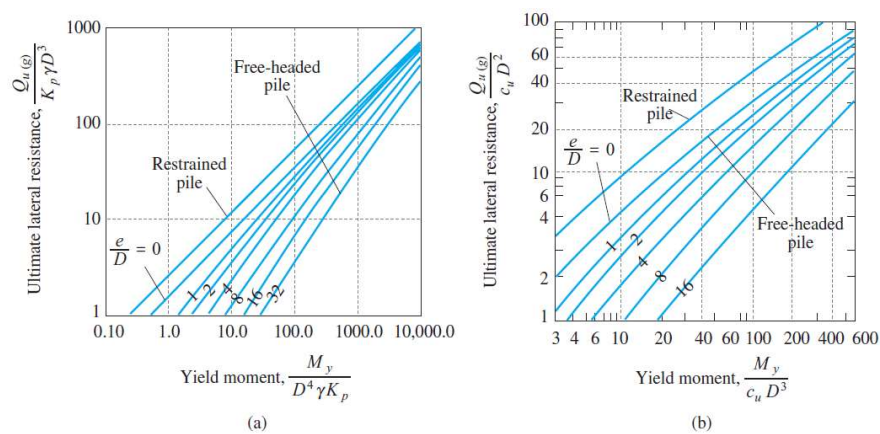 Ultimate lateral resistance, Q_u(g) / K_p γD^3
1000
100
10
1
0.10 1.0 10.0 100.0 1000.0 10,000.0
Free-headed
pile
Restrained
pile
e/D = 0
1 2 4 8 16 32
Yield moment, M_y / D^4 γK_p
(a)
Ultimate lateral resistance, Q_u(g) / c_u D^2
100
60
40
20
10
6
4
2
1
3 4 6 10 20 40 60 100 200 400 600
Restrained
pile
e/D = 0
1 2 4 8 16
Free-headed
pile
Yield moment, M_y / c_u D^3
(b)